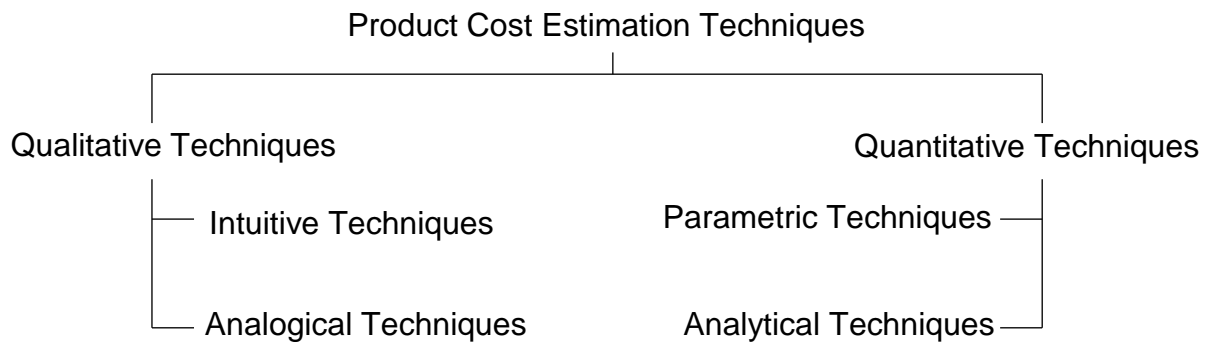 Product Cost Estimation Techniques
Qualitative Techniques
Quantitative Techniques
Intuitive Techniques
Parametric Techniques
Analogical Techniques
Analytical Techniques